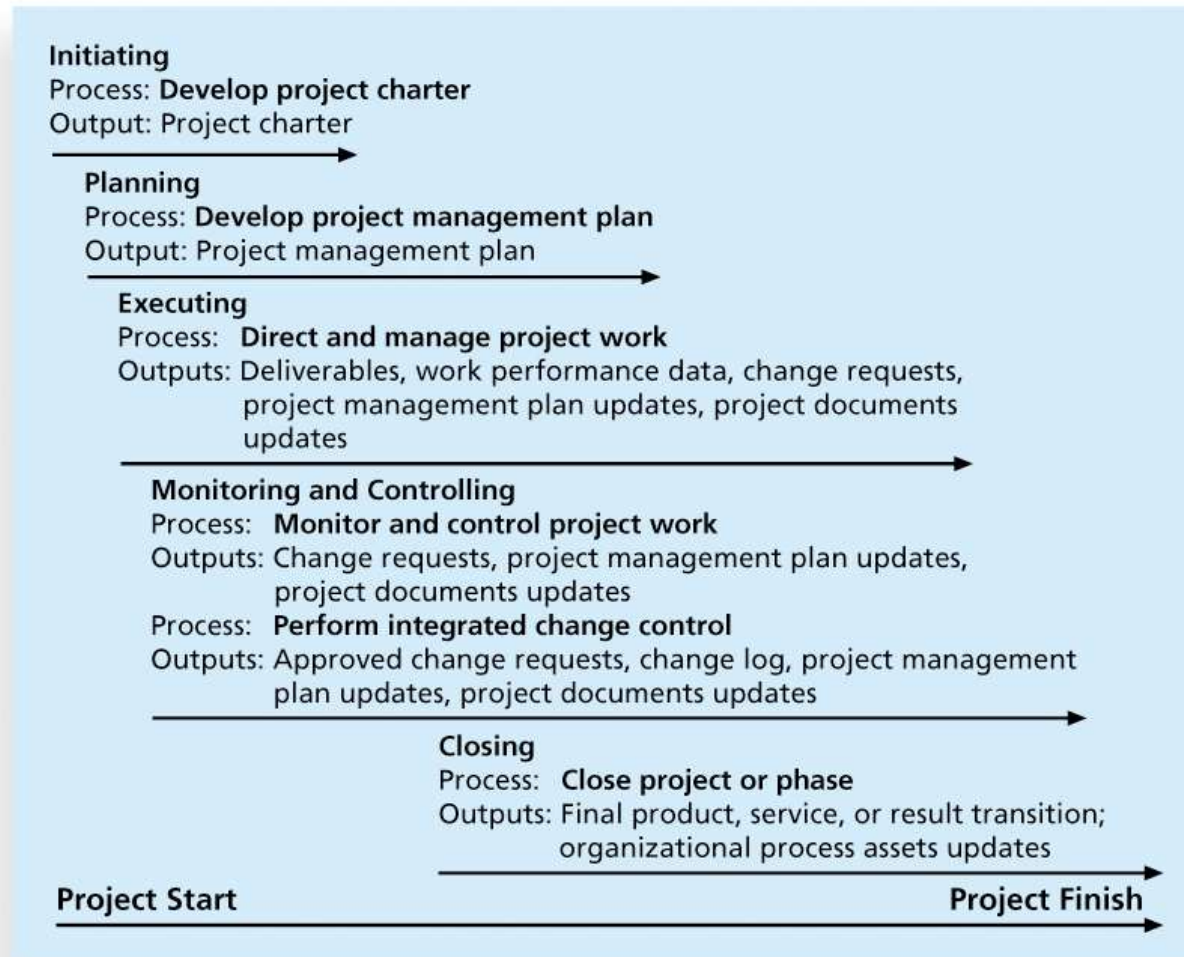 Initiating
Process: Develop project charter
Output: Project charter
Planning
Process: Develop project management plan
Output: Project management plan
Executing
Process: Direct and manage project work
Outputs: Deliverables, work performance data, change requests,
project management plan updates, project documents
updates
Monitoring and Controlling
Process: Monitor and control project work
Outputs: Change requests, project management plan updates,
project documents updates
Process: Perform integrated change control
Outputs: Approved change requests, change log, project management
plan updates, project documents updates
Closing
Process: Close project or phase
Outputs: Final product, service, or result transition;
organizational process assets updates
Project Start Project Finish